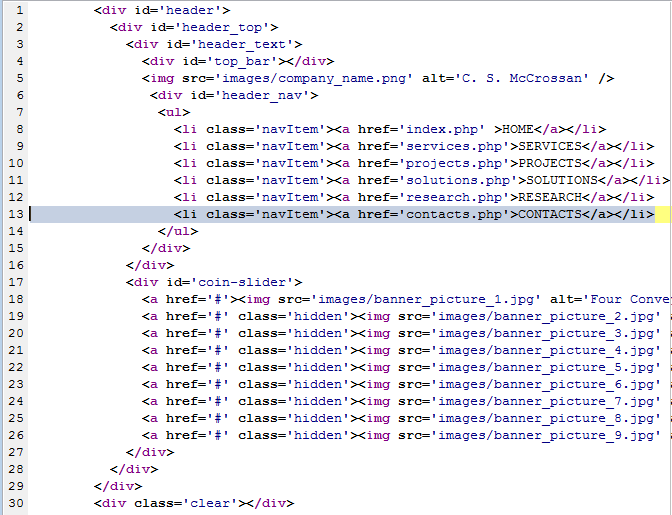 1 <div id='header'>
2 <div id='header_top'>
3 <div id='header_text'>
4 <div id='top_bar'></div>
5 <img src='images/company_name.png' alt='C. S. McCrossan' />
6 <div id='header_nav'>
7 <ul>
8 <li class='navItem'><a href='index.php' >HOME</a></li>
9 <li class='navItem'><a href='services.php'>SERVICES</a></li>
10 <li class='navItem'><a href='projects.php'>PROJECTS</a></li>
11 <li class='navItem'><a href='solutions.php'>SOLUTIONS</a></li>
12 <li class='navItem'><a href='research.php'>RESEARCH</a></li>
13 <li class='navItem'><a href='contacts.php'>CONTACTS</a></li>
14 </ul>
15 </div>
16 </div>
17 <div id='coin-slider'>
18 <a href='#'><img src='images/banner_picture_1.jpg' alt='Four Conve
19 <a href='#' class='hidden'><img src='images/banner_picture_2.jpg' a
20 <a href='#' class='hidden'><img src='images/banner_picture_3.jpg' a
21 <a href='#' class='hidden'><img src='images/banner_picture_4.jpg' a
22 <a href='#' class='hidden'><img src='images/banner_picture_5.jpg' a
23 <a href='#' class='hidden'><img src='images/banner_picture_6.jpg' a
24 <a href='#' class='hidden'><img src='images/banner_picture_7.jpg' a
25 <a href='#' class='hidden'><img src='images/banner_picture_8.jpg' a
26 <a href='#' class='hidden'><img src='images/banner_picture_9.jpg' a
27 </div>
28 </div>
29 </div>
30 <div class='clear'></div>